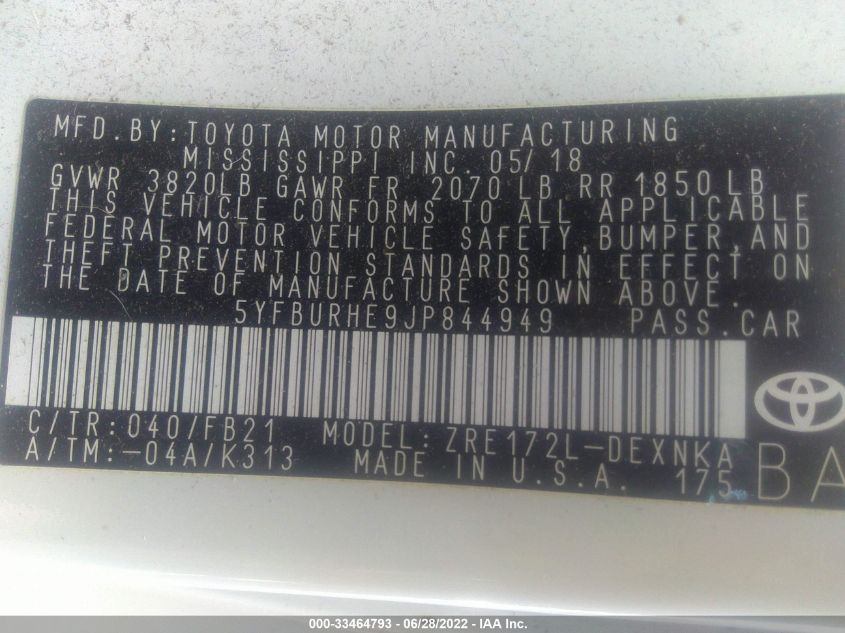 MFD.BY:TOYOTA MOTOR MANUFACTURING
MISSISSIPPI INC. 05/18
GVWR 3820LB GAWR FR 2070 LB RR 1850LB
THIS VEHICLE CONFORMS TO ALL APPLICABLE
FEDERAL MOTOR VEHICLE SAFETY,BUMPER,AND
THEFT PREVENTION STANDARDS IN EFFECT ON
THE DATE OF MANUFACTURE SHOWN ABOVE.
5YFBURHE9JP844949 PASS.CAR
C/TR:040/FB21 MODEL:ZRE172L-DEXNKA
A/TM:-04A/K313 MADE IN U.S.A. 175 BA
000-33464793 - 06/28/2022 - IAA Inc.